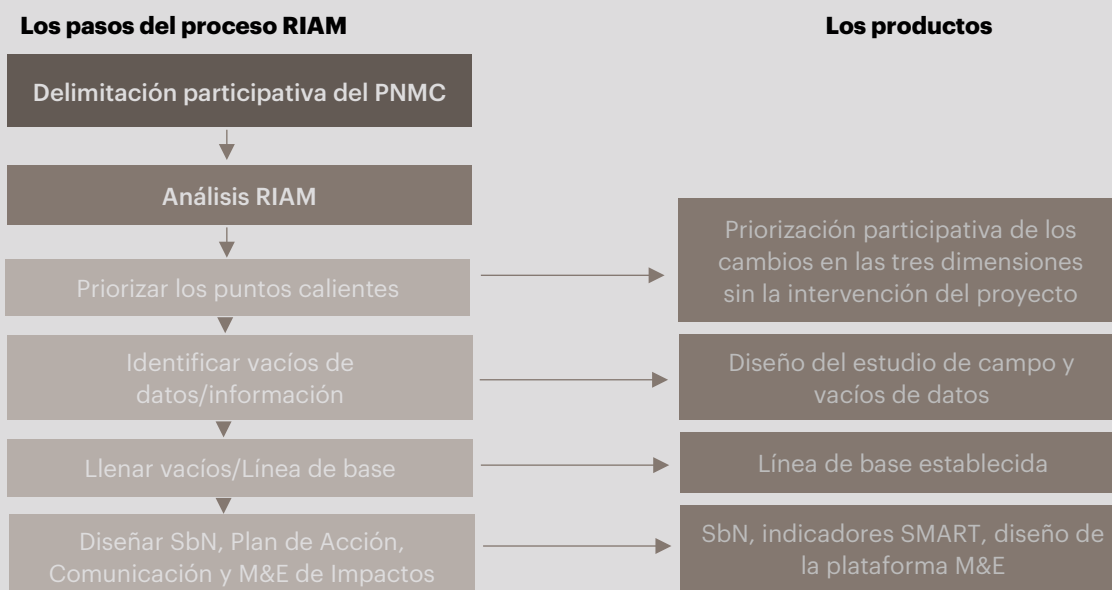 Los pasos del proceso RIAM
Los productos
Delimitación participativa del PNMC
Análisis RIAM
Priorizar los puntos calientes
Priorización participativa de los
cambios en las tres dimensiones
sin la intervención del proyecto
Identificar vacíos de
datos/información
Diseño del estudio de campo y
vacíos de datos
Llenar vacíos/Línea de base
Línea de base establecida
Diseñar SbN, Plan de Acción,
Comunicación y M&E de Impactos
SbN, indicadores SMART, diseño de
la plataforma M&E